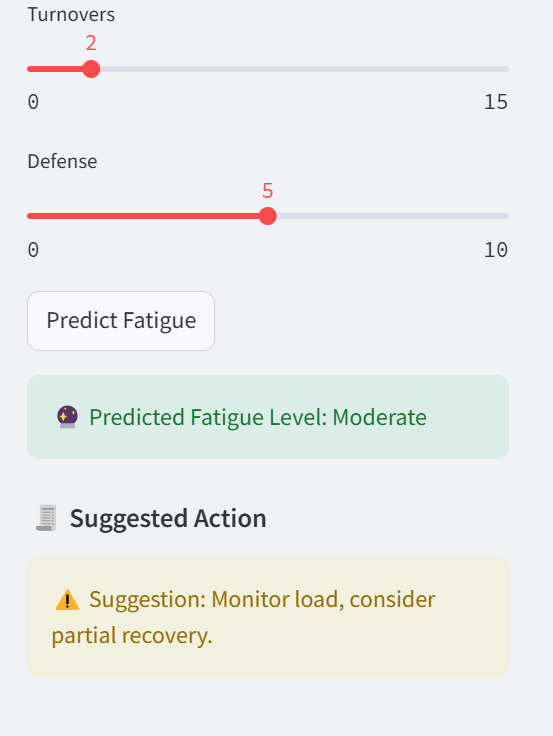 Turnovers
2
0 15
Defense
5
0 10
Predict Fatigue
🔮 Predicted Fatigue Level: Moderate
🧾 Suggested Action
⚠️ Suggestion: Monitor load, consider
partial recovery.